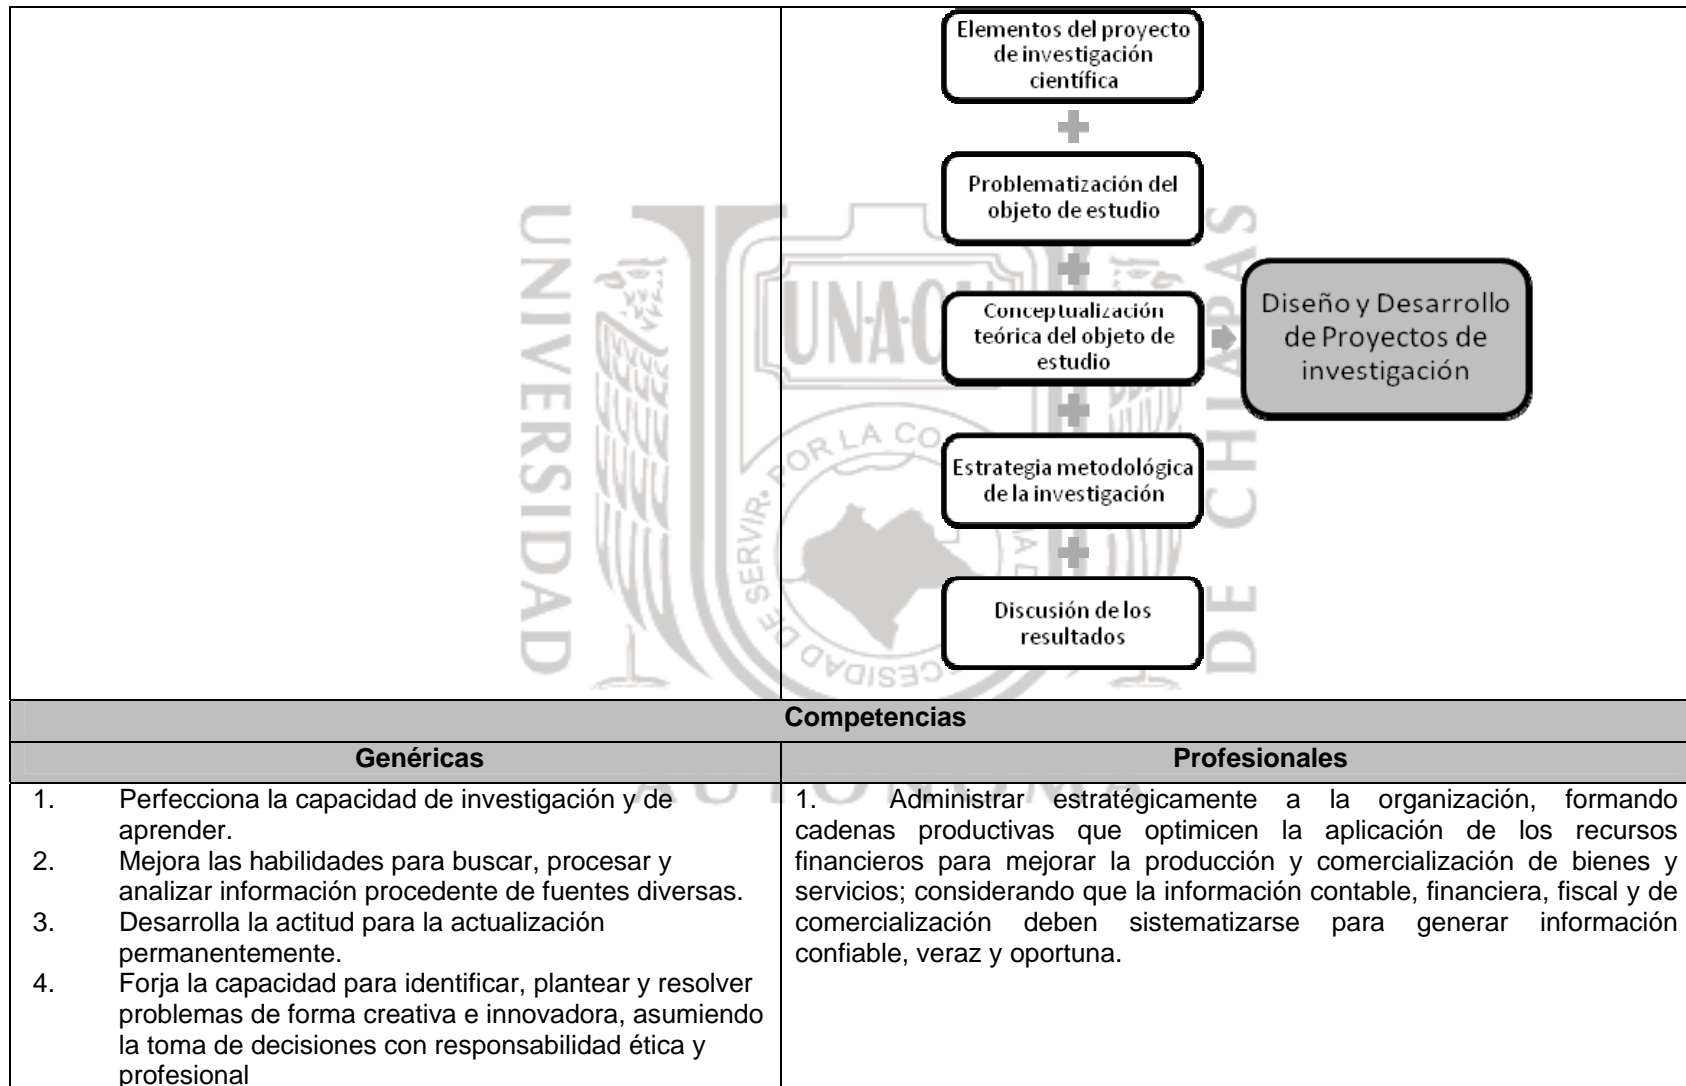 Elementos del proyecto
de investigación
científica
Problematización del
objeto de estudio
Conceptualización
teórica del objeto de
estudio
Diseño y Desarrollo
de Proyectos de
investigación
Estrategia metodológica
de la investigación
Discusión de los
resultados
UNIVERSIDAD
DE CHIAPAS
AUTONOMA
POR LA CO
DE SERVIR
Competencias
Genéricas
Profesionales
1. Perfecciona la capacidad de investigación y de
aprender.
2. Mejora las habilidades para buscar, procesar y
analizar información procedente de fuentes diversas.
3. Desarrolla la actitud para la actualización
permanentemente.
4. Forja la capacidad para identificar, plantear y resolver
problemas de forma creativa e innovadora, asumiendo
la toma de decisiones con responsabilidad ética y
profesional
1. Administrar estratégicamente a la organización, formando
cadenas productivas que optimicen la aplicación de los recursos
financieros para mejorar la producción y comercialización de bienes y
servicios; considerando que la información contable, financiera, fiscal y de
comercialización deben sistematizarse para generar información
confiable, veraz y oportuna.